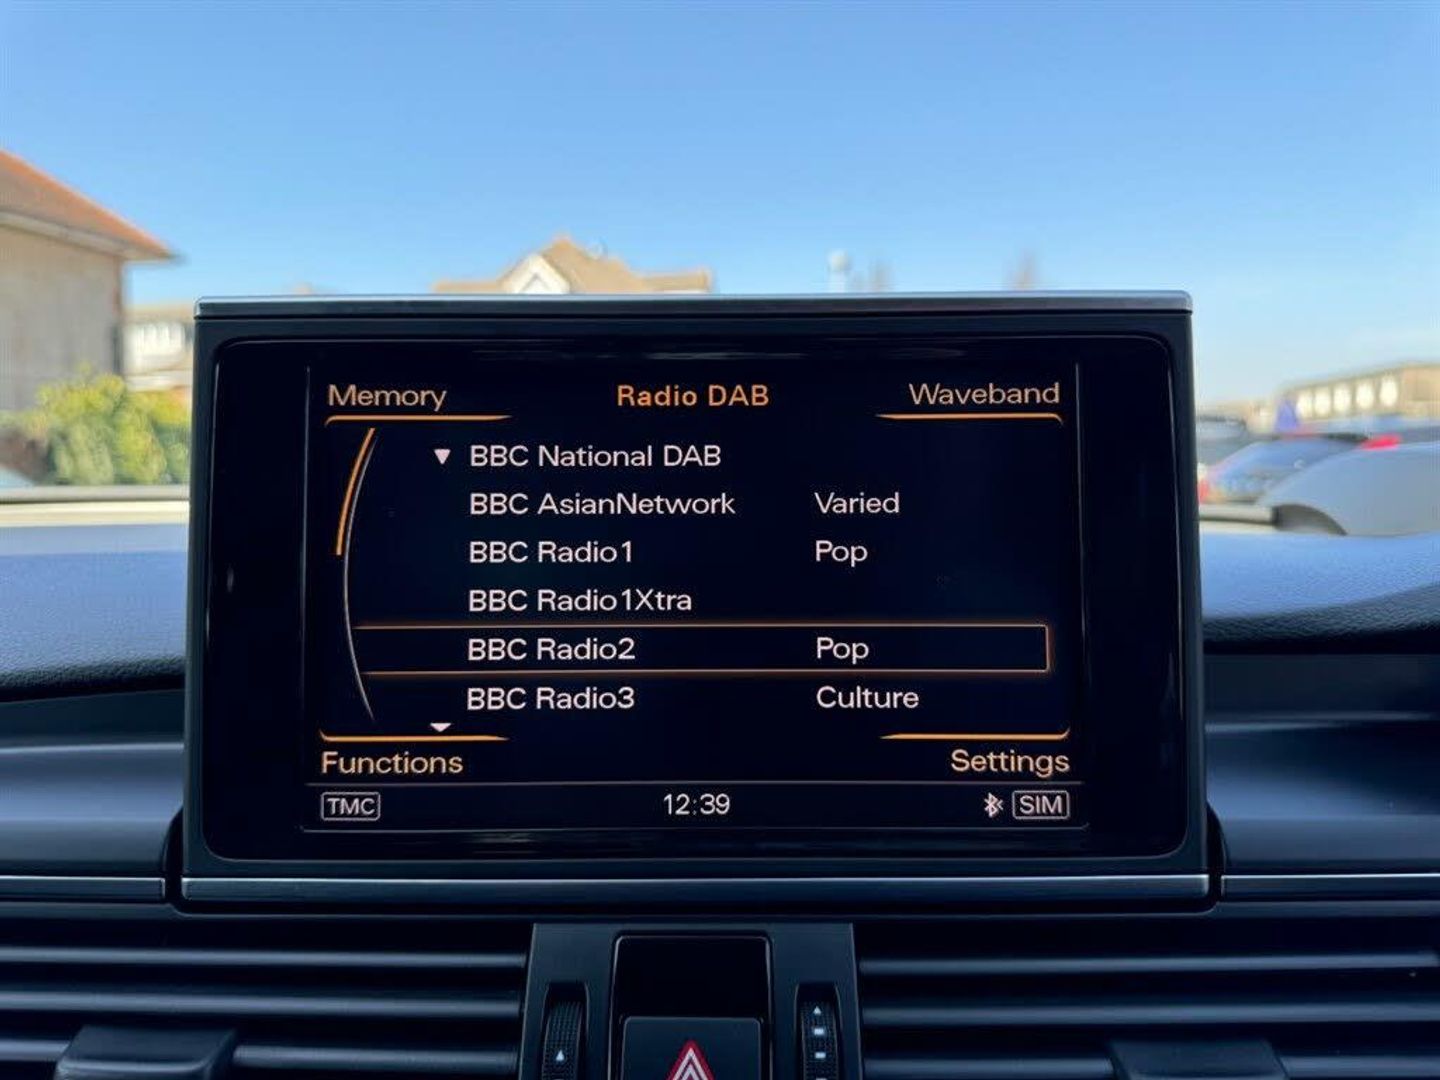 Memory Radio DAB Waveband
BBC National DAB
BBC AsianNetwork Varied
BBC Radio1 Pop
BBC Radio1Xtra
BBC Radio2 Pop
BBC Radio3 Culture
Functions Settings
TMC 12:39 SIM